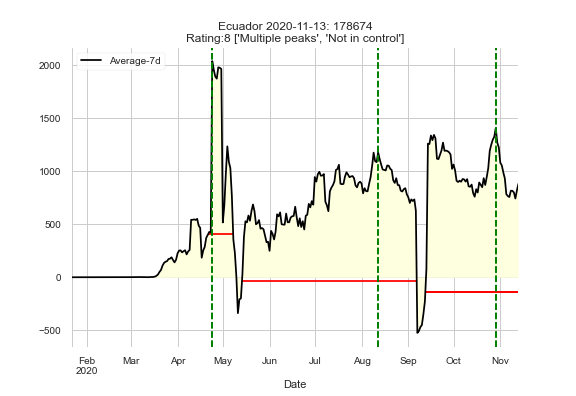 Ecuador 2020-11-13: 178674
Rating:8 ['Multiple peaks', 'Not in control']
Average-7d
2000
1500
1000
500
0
−500
Feb Mar Apr May Jun Jul Aug Sep Oct Nov
2020
Date